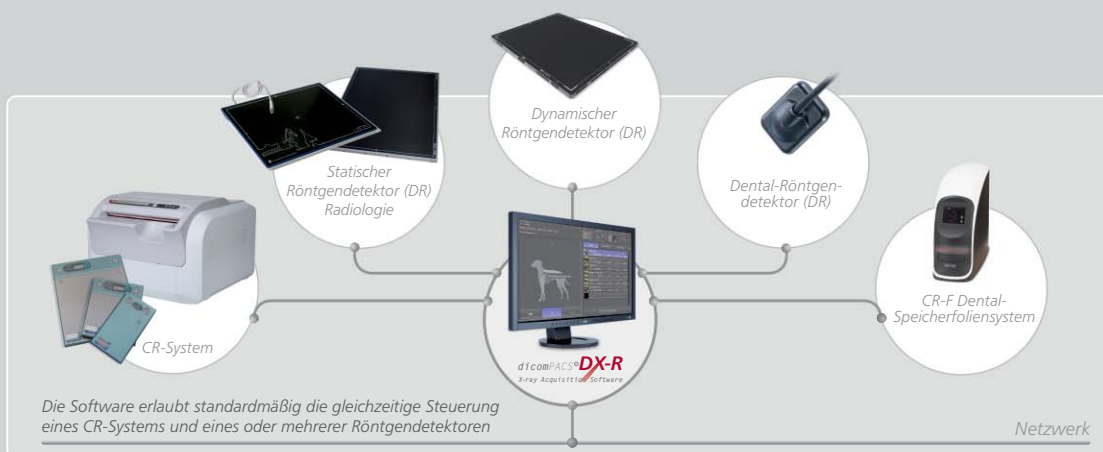 Dynamischer
Röntgendetektor (DR)
Statischer
Röntgendetektor (DR)
Radiologie
Dental-Röntgen-
detektor (DR)
CR-F Dental-
Speicherfoliensystem
CR-System
dicomPACS®DX-R
X-ray Acquisition Software
Die Software erlaubt standardmäßig die gleichzeitige Steuerung
eines CR-Systems und eines oder mehrerer Röntgendetektoren
Netzwerk